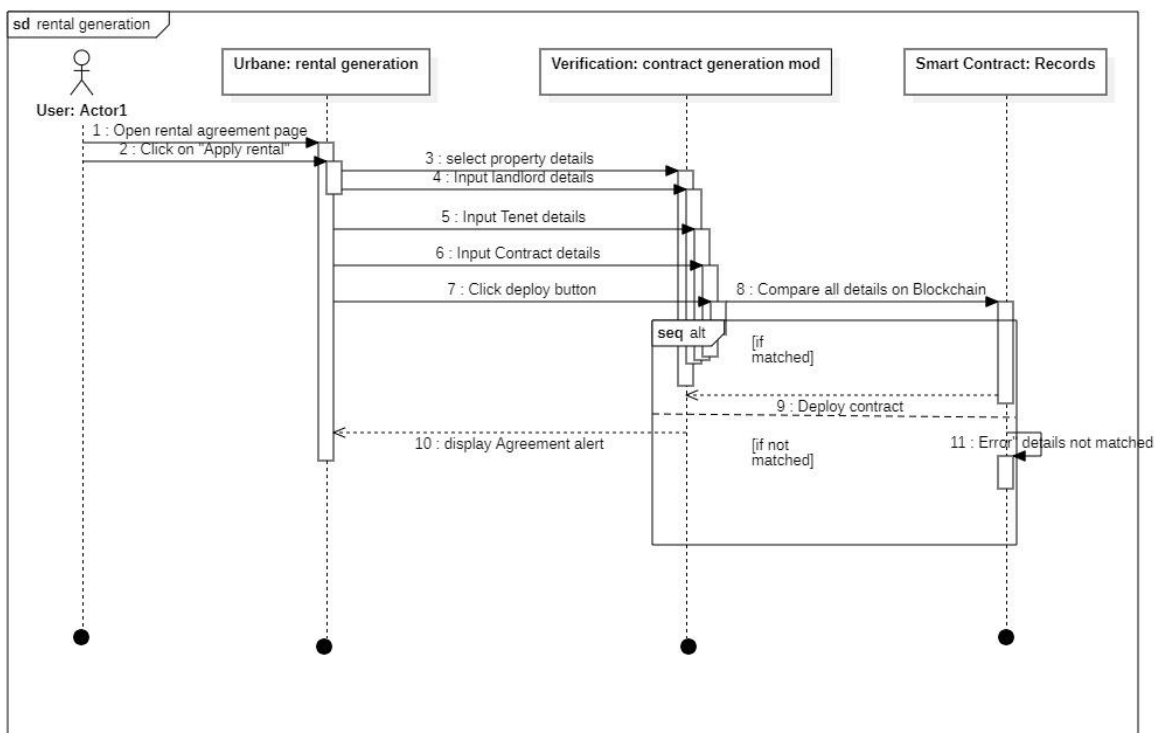 sd rental generation
Urbane: rental generation
Verification: contract generation mod
Smart Contract: Records
User: Actor1
1 : Open rental agreement page
2 : Click on "Apply rental"
3 : select property details
4 : Input landlord details
5 : Input Tenet details
6 : Input Contract details
7 : Click deploy button
8 : Compare all details on Blockchain
seq alt
[if
matched]
9 : Deploy contract
10 : display Agreement alert
[if not
matched]
11 : Error" details not matched